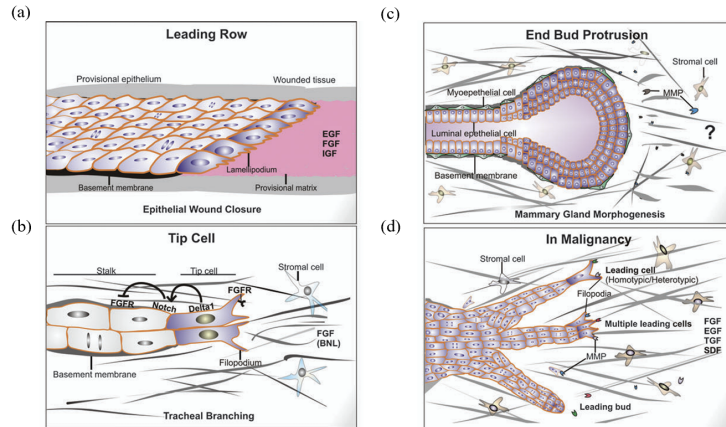 (a)
Leading Row
Provisional epithelium
Wounded tissue
EGF
FGF
IGF
Lamellipodium
Basement membrane
Provisional matrix
Epithelial Wound Closure
(b)
Tip Cell
Stalk
Tip cell
Stromal cell
FGFR
FGFR
Notch
Delta1
FGF
(BNL)
Filopodium
Basement membrane
Tracheal Branching
(c)
End Bud Protrusion
Stromal cell
Myoepethelial cell
MMP
?
Luminal epethelial cell
Basement membrane
Mammary Gland Morphogenesis
(d)
In Malignancy
Stromal cell
Leading cell
(Homotypic/Heterotypic)
Filopodia
Multiple leading cells
FGF
EGF
TGF
SDF
MMP
Leading bud